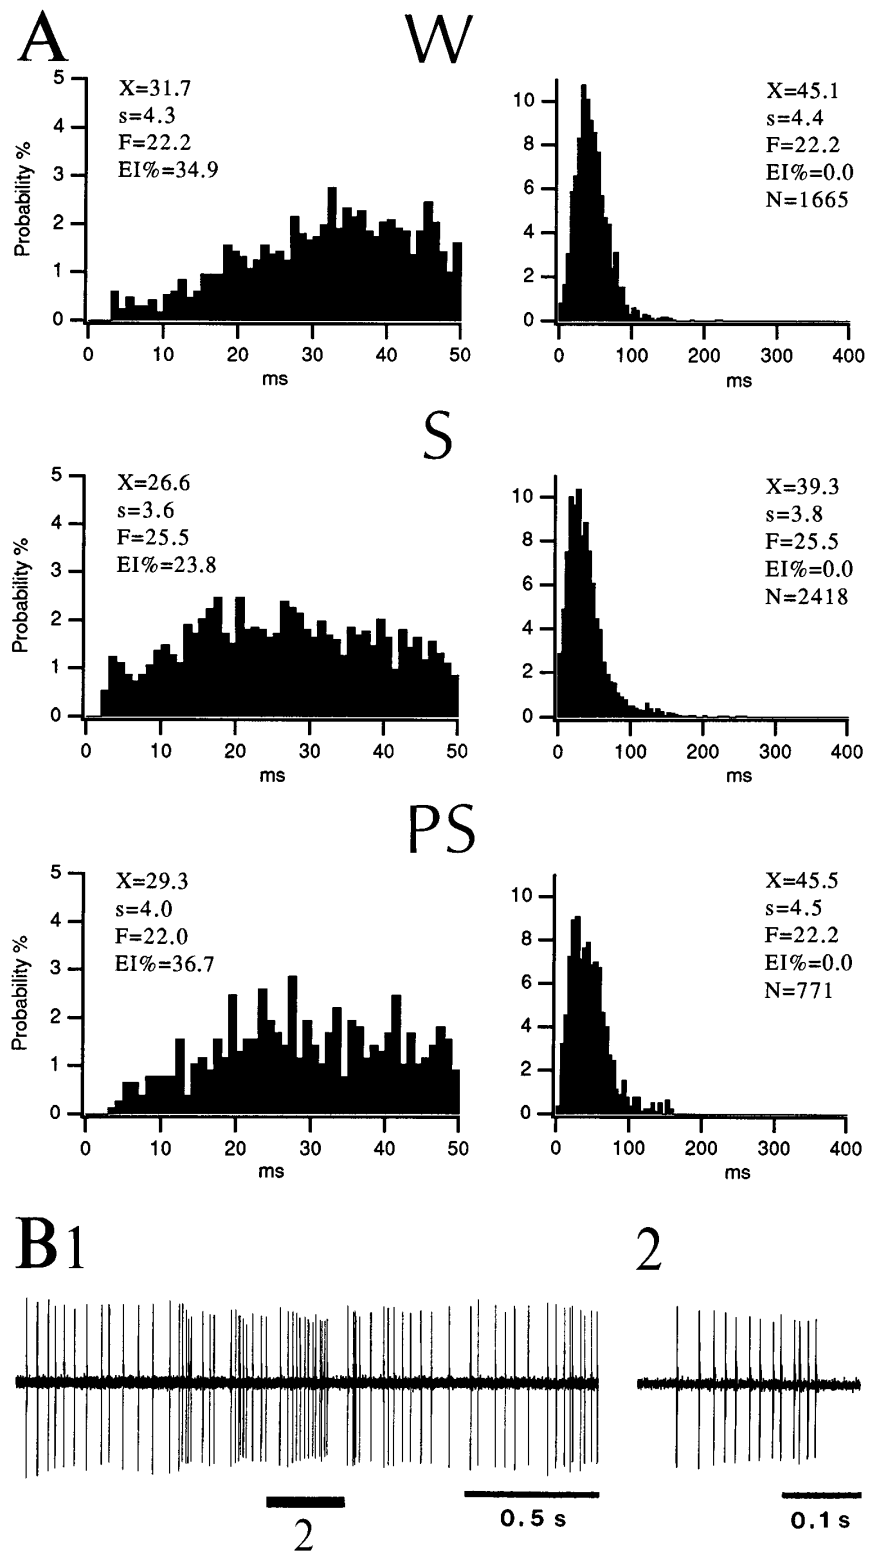 A
W
5
4
3
2
1
0
Probability %
X=31.7
s=4.3
F=22.2
EI%=34.9
0 10 20 30 40 50
ms
10
8
6
4
2
0
X=45.1
s=4.4
F=22.2
EI%=0.0
N=1665
0 100 200 300 400
ms
S
5
4
3
2
1
0
Probability %
X=26.6
s=3.6
F=25.5
EI%=23.8
0 10 20 30 40 50
ms
10
8
6
4
2
0
X=39.3
s=3.8
F=25.5
EI%=0.0
N=2418
0 100 200 300 400
ms
PS
5
4
3
2
1
0
Probability %
X=29.3
s=4.0
F=22.0
EI%=36.7
0 10 20 30 40 50
ms
10
8
6
4
2
0
X=45.5
s=4.5
F=22.2
EI%=0.0
N=771
0 100 200 300 400
ms
B1
2
2
0.5 s
0.1 s